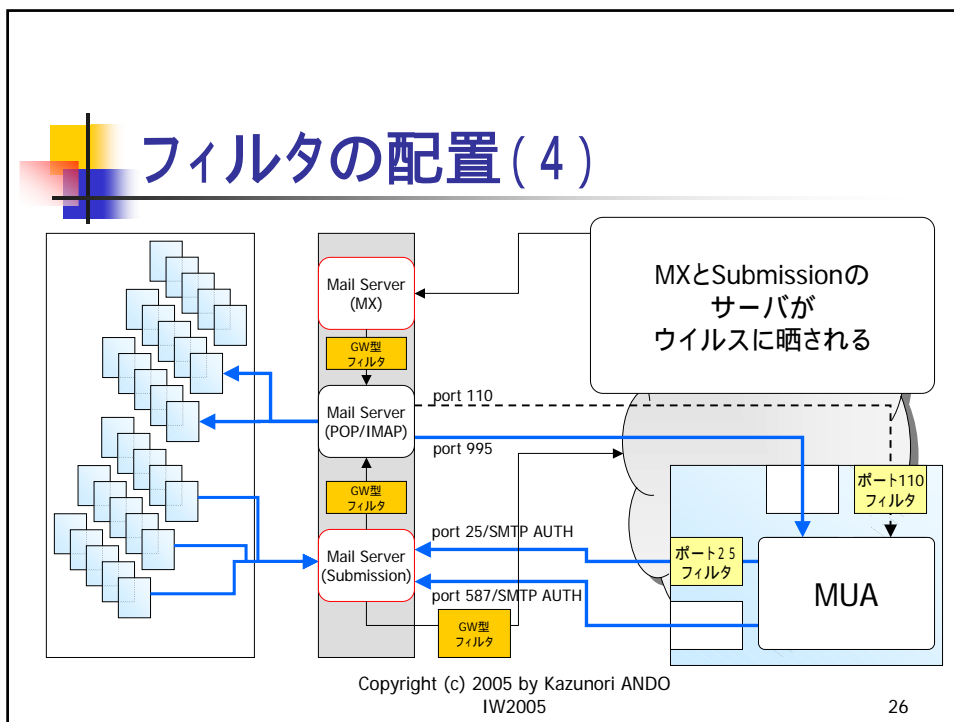 フィルタの配置(4)
Mail Server
(MX)
GW型
フィルタ
Mail Server
(POP/IMAP)
GW型
フィルタ
Mail Server
(Submission)
GW型
フィルタ
MXとSubmissionの
サーバが
ウイルスに晒される
port 110
port 995
port 25/SMTP AUTH
port 587/SMTP AUTH
ポート110
フィルタ
ポート25
フィルタ
MUA
Copyright (c) 2005 by Kazunori ANDO
IW2005
26